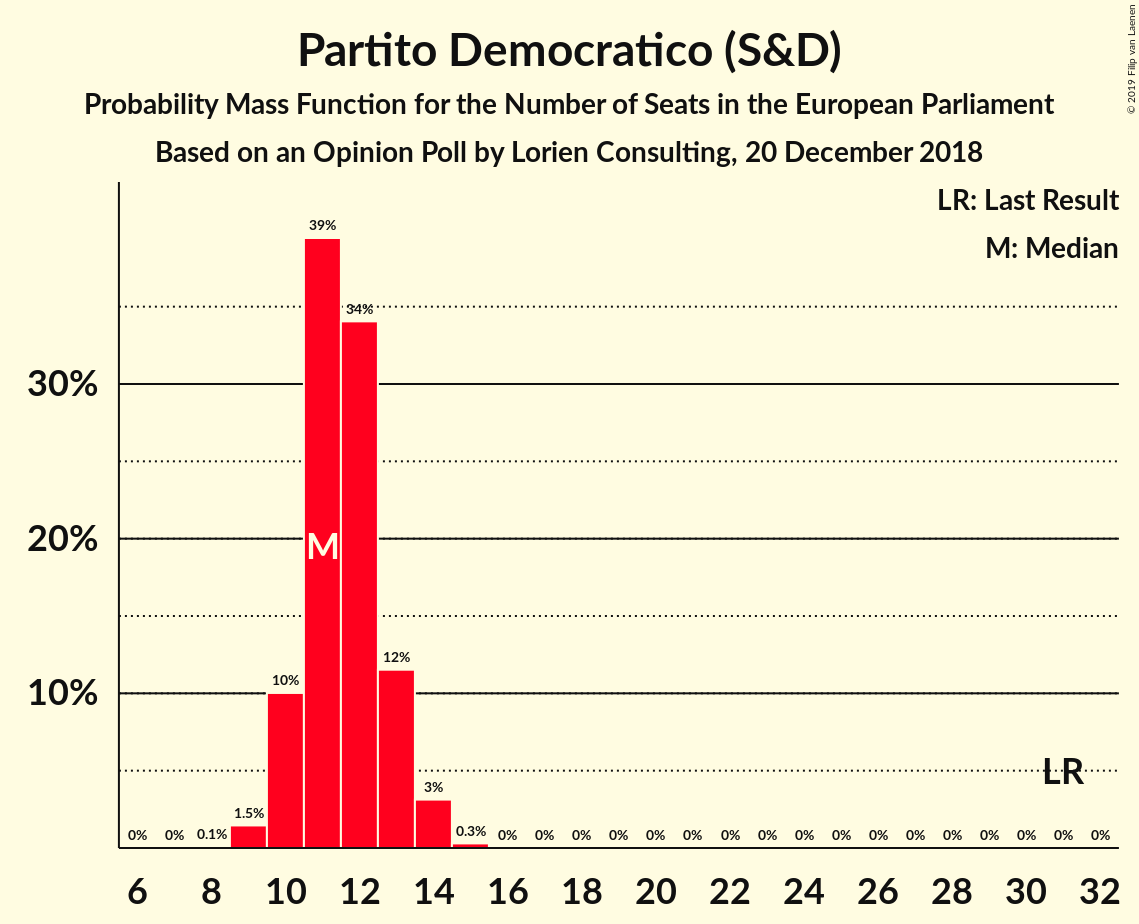 Partito Democratico (S&D)
Probability Mass Function for the Number of Seats in the European Parliament
Based on an Opinion Poll by Lorien Consulting, 20 December 2018
© 2019 Filip van Laenen
LR: Last Result
M: Median
39%
34%
30%
20%
M
12%
10%
10%
LR
3%
1.5%
0% 0% 0.1% 0.3% 0% 0% 0% 0% 0% 0% 0% 0% 0% 0% 0% 0% 0% 0% 0% 0% 0%
6 8 10 12 14 16 18 20 22 24 26 28 30 32